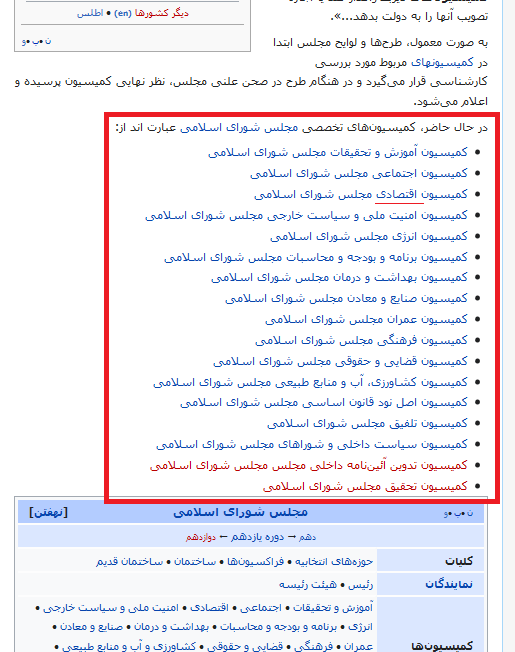 تصویب آنها را به دولت بدهد...».
دیگر کشورها (en) • اطلس
ن • ب • و
به صورت معمول، طرح‌ها و لوایح مجلس ابتدا
در کمیسیونهای مربوط مورد بررسی
کارشناسی قرار می‌گیرد و در هنگام طرح در صحن علنی مجلس، نظر نهایی کمیسیون پرسیده و
اعلام می‌شود.
در حال حاضر، کمیسیون‌های تخصصی مجلس شورای اسلامی عبارت اند از:
• کمیسیون آموزش و تحقیقات مجلس شورای اسلامی
• کمیسیون اجتماعی مجلس شورای اسلامی
• کمیسیون اقتصادی مجلس شورای اسلامی
• کمیسیون امنیت ملی و سیاست خارجی مجلس شورای اسلامی
• کمیسیون انرژی مجلس شورای اسلامی
• کمیسیون برنامه و بودجه و محاسبات مجلس شورای اسلامی
• کمیسیون بهداشت و درمان مجلس شورای اسلامی
• کمیسیون صنایع و معادن مجلس شورای اسلامی
• کمیسیون عمران مجلس شورای اسلامی
• کمیسیون فرهنگی مجلس شورای اسلامی
• کمیسیون قضایی و حقوقی مجلس شورای اسلامی
• کمیسیون کشاورزی، آب و منابع طبیعی مجلس شورای اسلامی
• کمیسیون اصل نود قانون اساسی مجلس شورای اسلامی
• کمیسیون تلفیق مجلس شورای اسلامی
• کمیسیون سیاست داخلی و شوراهای مجلس شورای اسلامی
• کمیسیون تدوین آئین‌نامه داخلی مجلس مجلس شورای اسلامی
• کمیسیون تحقیق مجلس شورای اسلامی
ن • ب • و مجلس شورای اسلامی [نهفتن]
دهم → دوره یازدهم ← دوازدهم
کلیات حوزه‌های انتخابیه • فراکسیون‌ها • ساختمان • ساختمان قدیم
نمایندگان رئیس • هیئت رئیسه
آموزش و تحقیقات • اجتماعی • اقتصادی • امنیت ملی و سیاست خارجی •
انرژی • برنامه و بودجه و محاسبات • بهداشت و درمان • صنایع و معادن •
کمیسیون‌ها عمران • فرهنگی • قضایی و حقوقی • کشاورزی و آب و منابع طبیعی •